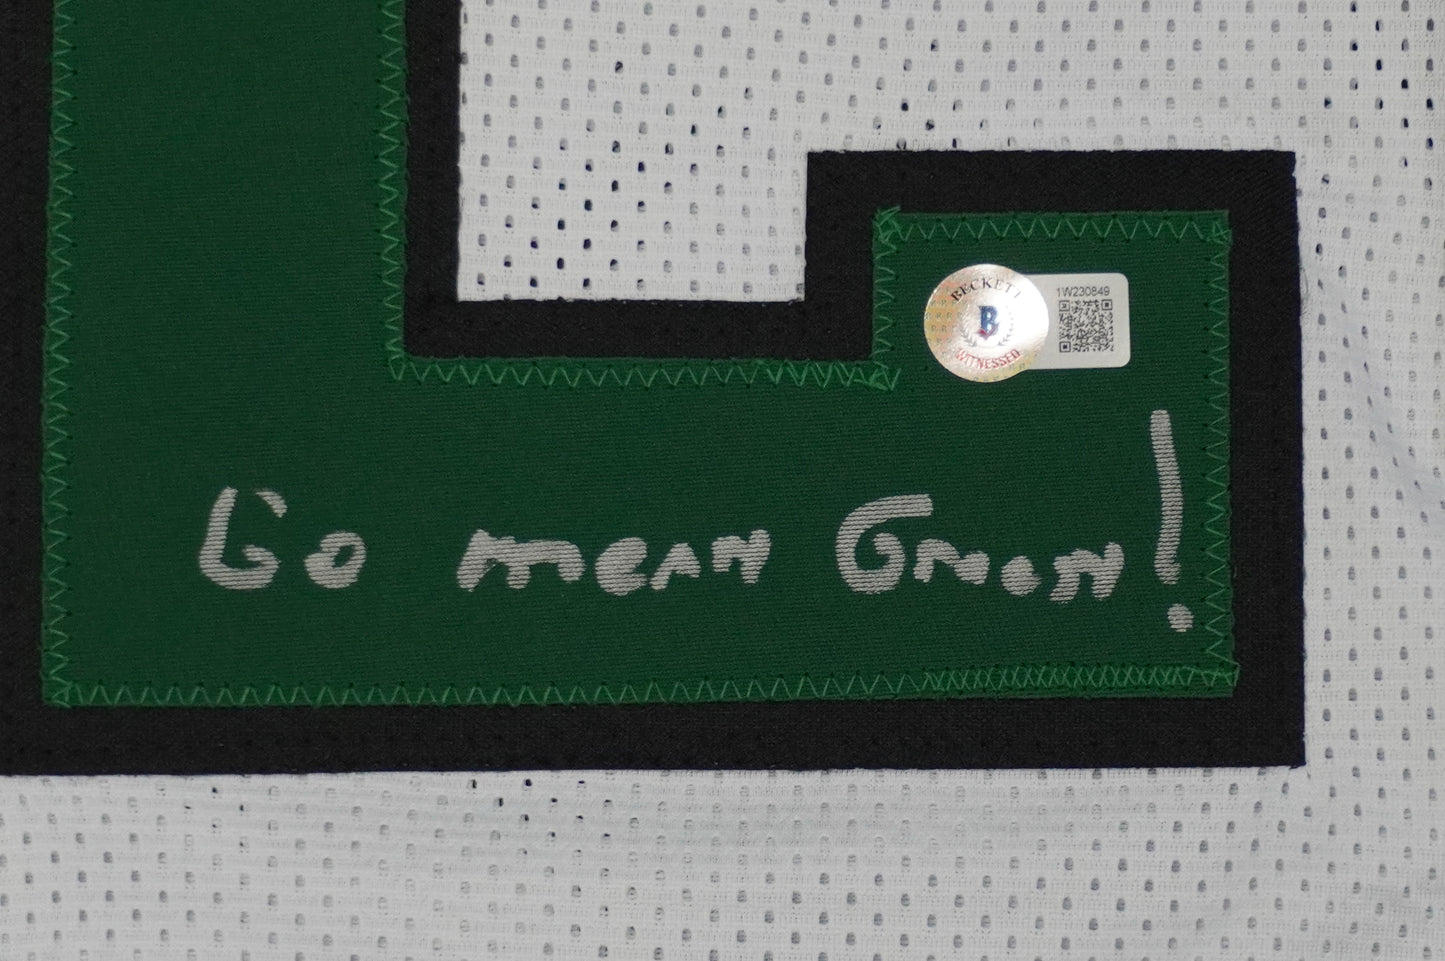 BECKETT
B
WITNESSED
1W230849
Go mean Green!